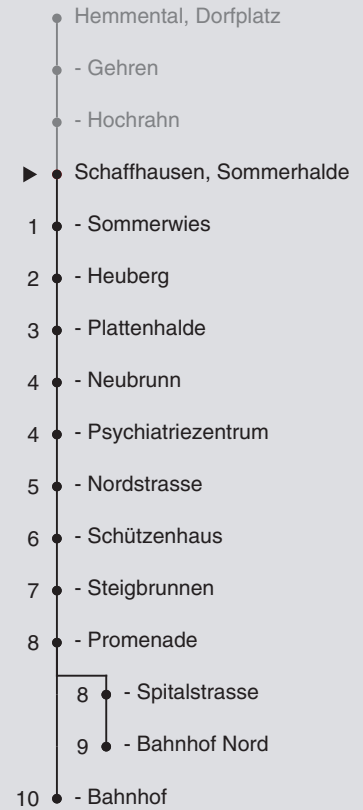 Hemmental, Dorfplatz
- Gehren
- Hochrahn
Schaffhausen, Sommerhalde
1 - Sommerwies
2 - Heuberg
3 - Plattenhalde
4 - Neubrunn
4 - Psychiatriezentrum
5 - Nordstrasse
6 - Schützenhaus
7 - Steigbrunnen
8 - Promenade
8 - Spitalstrasse
9 - Bahnhof Nord
10 - Bahnhof